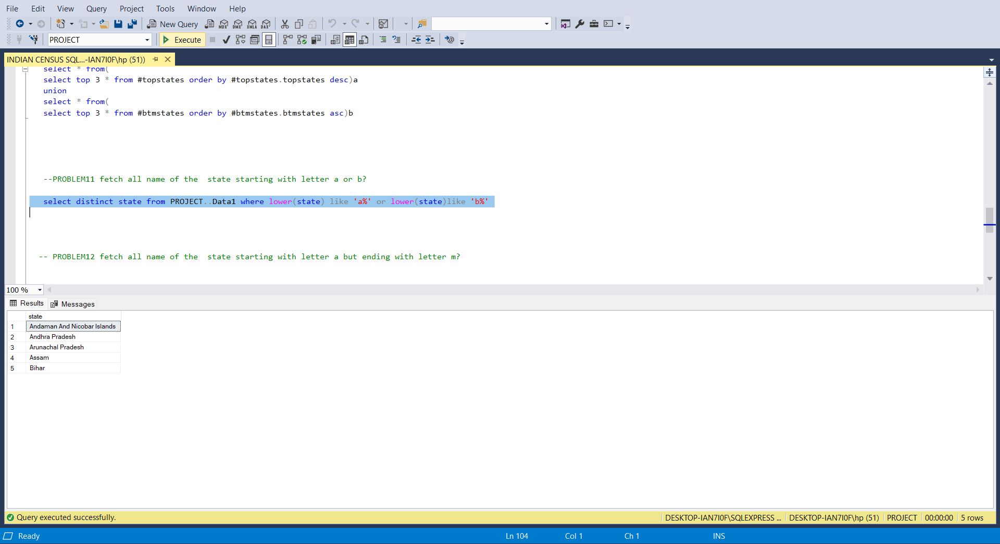 File Edit View Query Project Tools Window Help
New Query MDX DMX XMLA DAX
PROJECT Execute
INDIAN CENSUS SQL...-IAN7I0F\hp (51))
select * from(
select top 3 * from #topstates order by #topstates.topstates desc)a
union
select * from(
select top 3 * from #btmstates order by #btmstates.btmstates asc)b
--PROBLEM11 fetch all name of the  state starting with letter a or b?
select distinct state from PROJECT..Data1 where lower(state) like 'a%' or lower(state)like 'b%'
-- PROBLEM12 fetch all name of the  state starting with letter a but ending with letter m?
100 %
Results Messages
state
1 Andaman And Nicobar Islands
2 Andhra Pradesh
3 Arunachal Pradesh
4 Assam
5 Bihar
Query executed successfully. DESKTOP-IAN7I0F\SQLEXPRESS ... DESKTOP-IAN7I0F\hp (51) PROJECT 00:00:00 5 rows
Ready Ln 104 Col 1 Ch 1 INS